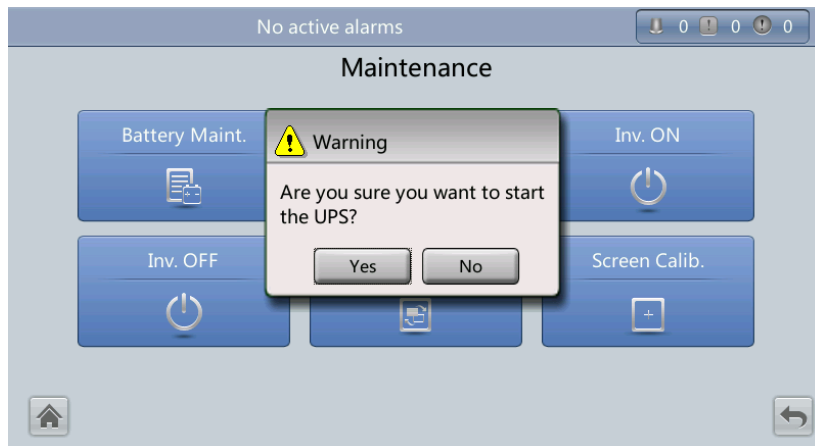 No active alarms
0
0
0
Maintenance
Battery Maint.
Inv. ON
Warning
Are you sure you want to start
the UPS?
Yes
No
Inv. OFF
Screen Calib.